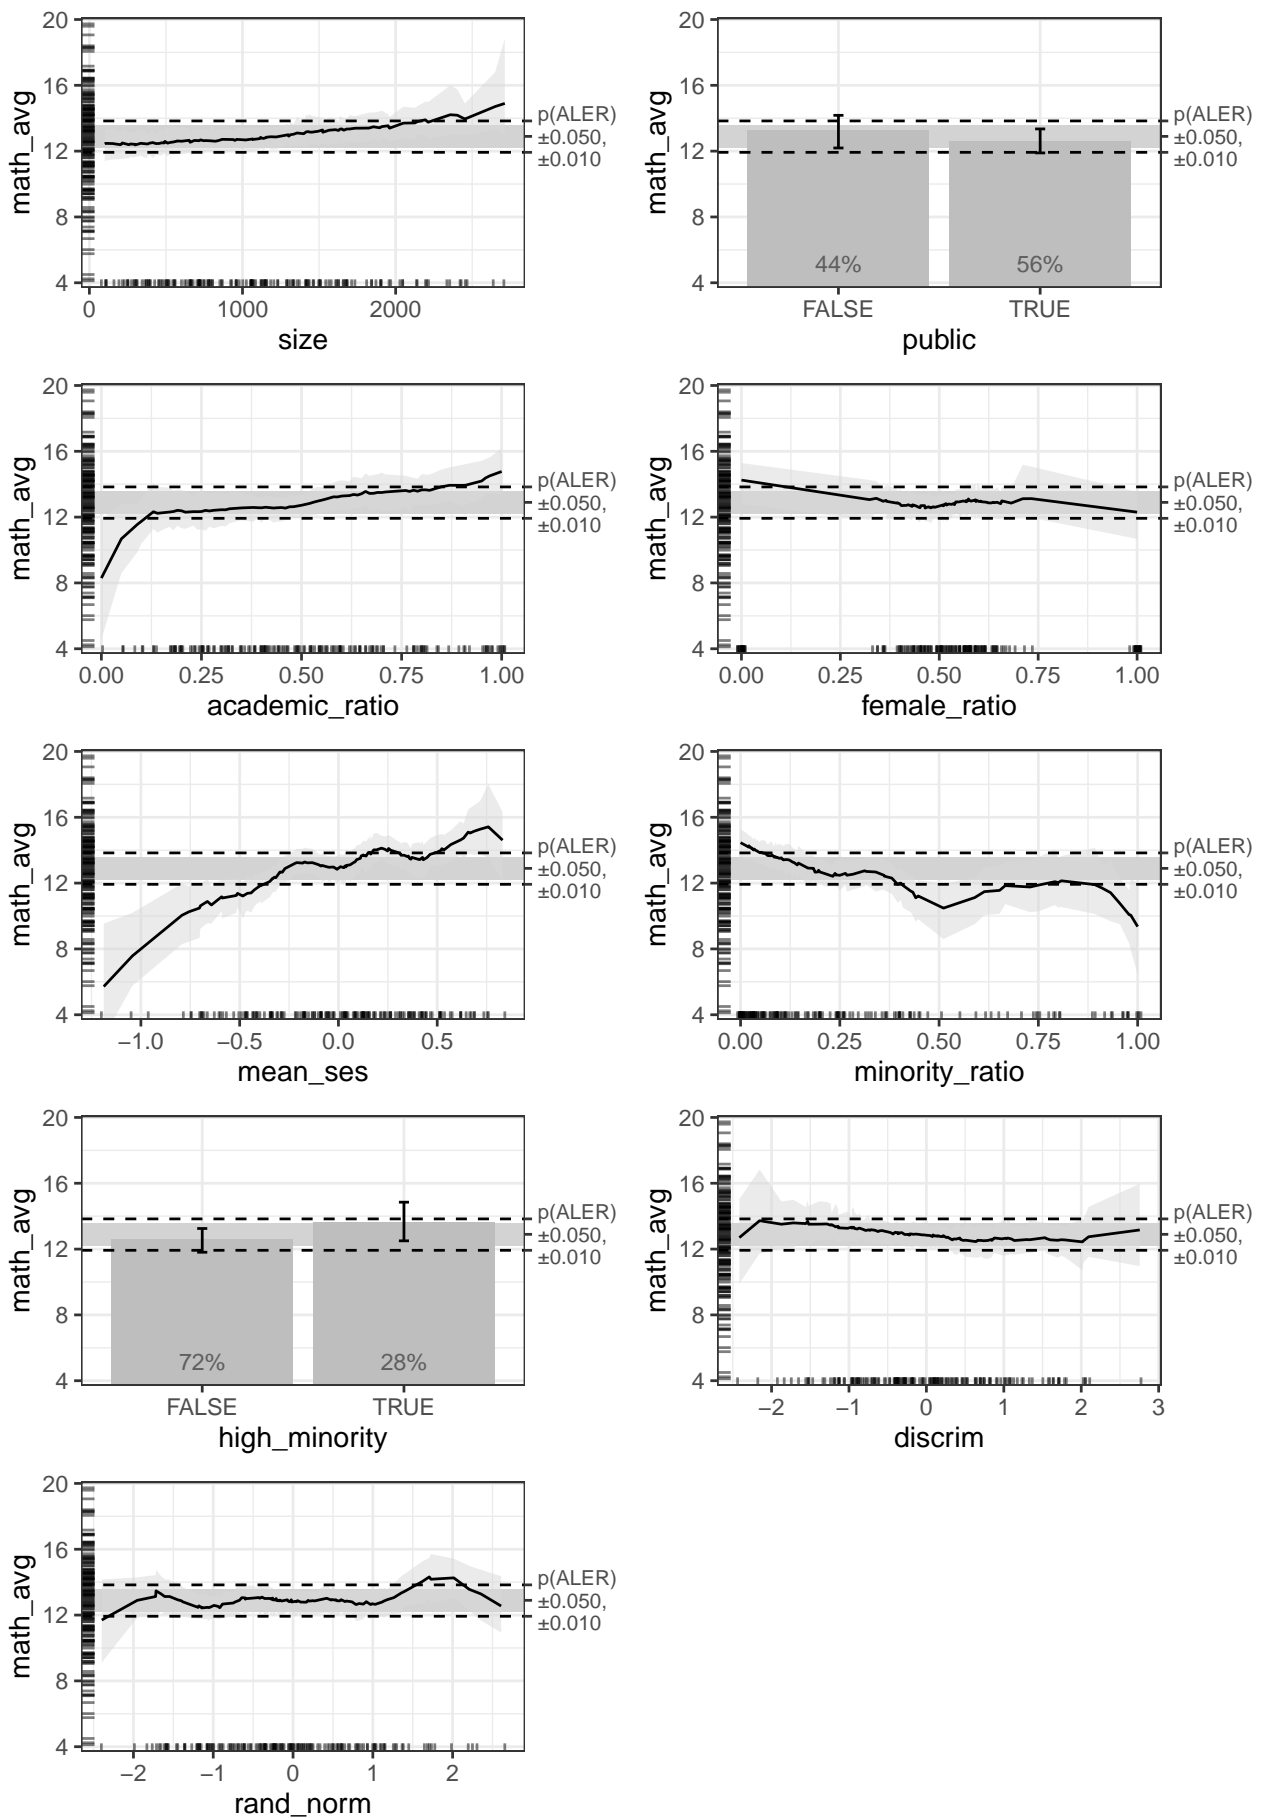 20
16
12
8
4
math_avg
p(ALER)
±0.050,
±0.010
0 1000 2000
size
20
16
12
8
4
math_avg
44% 56%
p(ALER)
±0.050,
±0.010
FALSE TRUE
public
20
16
12
8
4
math_avg
p(ALER)
±0.050,
±0.010
0.00 0.25 0.50 0.75 1.00
academic_ratio
20
16
12
8
4
math_avg
p(ALER)
±0.050,
±0.010
0.00 0.25 0.50 0.75 1.00
female_ratio
20
16
12
8
4
math_avg
p(ALER)
±0.050,
±0.010
−1.0 −0.5 0.0 0.5
mean_ses
20
16
12
8
4
math_avg
p(ALER)
±0.050,
±0.010
0.00 0.25 0.50 0.75 1.00
minority_ratio
20
16
12
8
4
math_avg
72% 28%
p(ALER)
±0.050,
±0.010
FALSE TRUE
high_minority
20
16
12
8
4
math_avg
p(ALER)
±0.050,
±0.010
−2 −1 0 1 2 3
discrim
20
16
12
8
4
math_avg
p(ALER)
±0.050,
±0.010
−2 −1 0 1 2
rand_norm